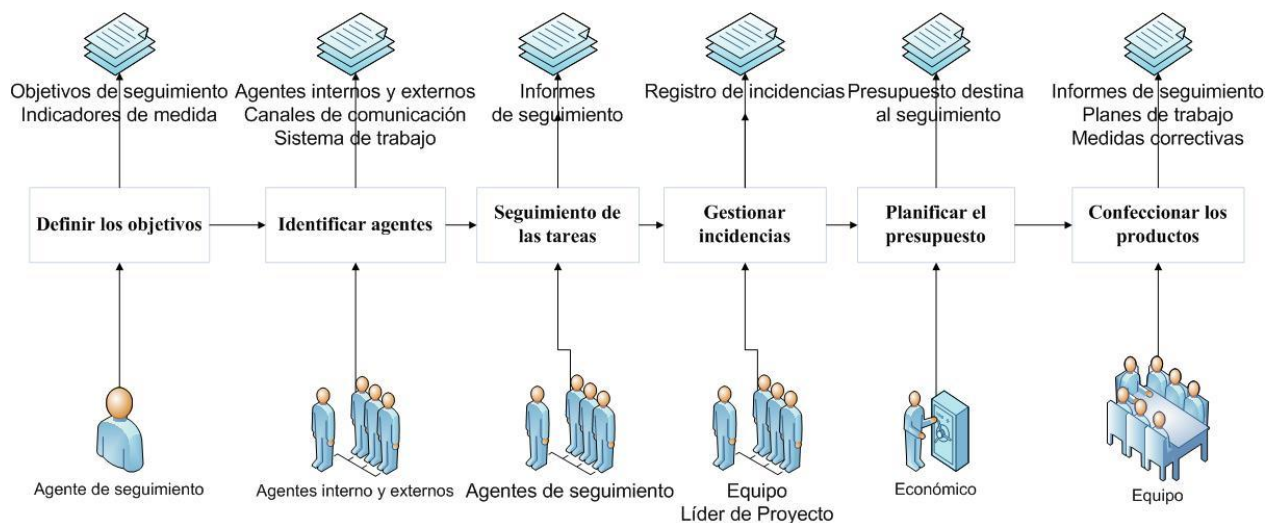 Objetivos de seguimiento
Indicadores de medida
Agentes internos y externos
Canales de comunicación
Sistema de trabajo
Informes
de seguimiento
Registro de incidencias
Presupuesto destina
al seguimiento
Informes de seguimiento
Planes de trabajo
Medidas correctivas
Definir los objetivos
Identificar agentes
Seguimiento de
las tareas
Gestionar
incidencias
Planificar el
presupuesto
Confeccionar los
productos
Agente de seguimiento
Agentes interno y externos
Agentes de seguimiento
Equipo
Líder de Proyecto
Económico
Equipo